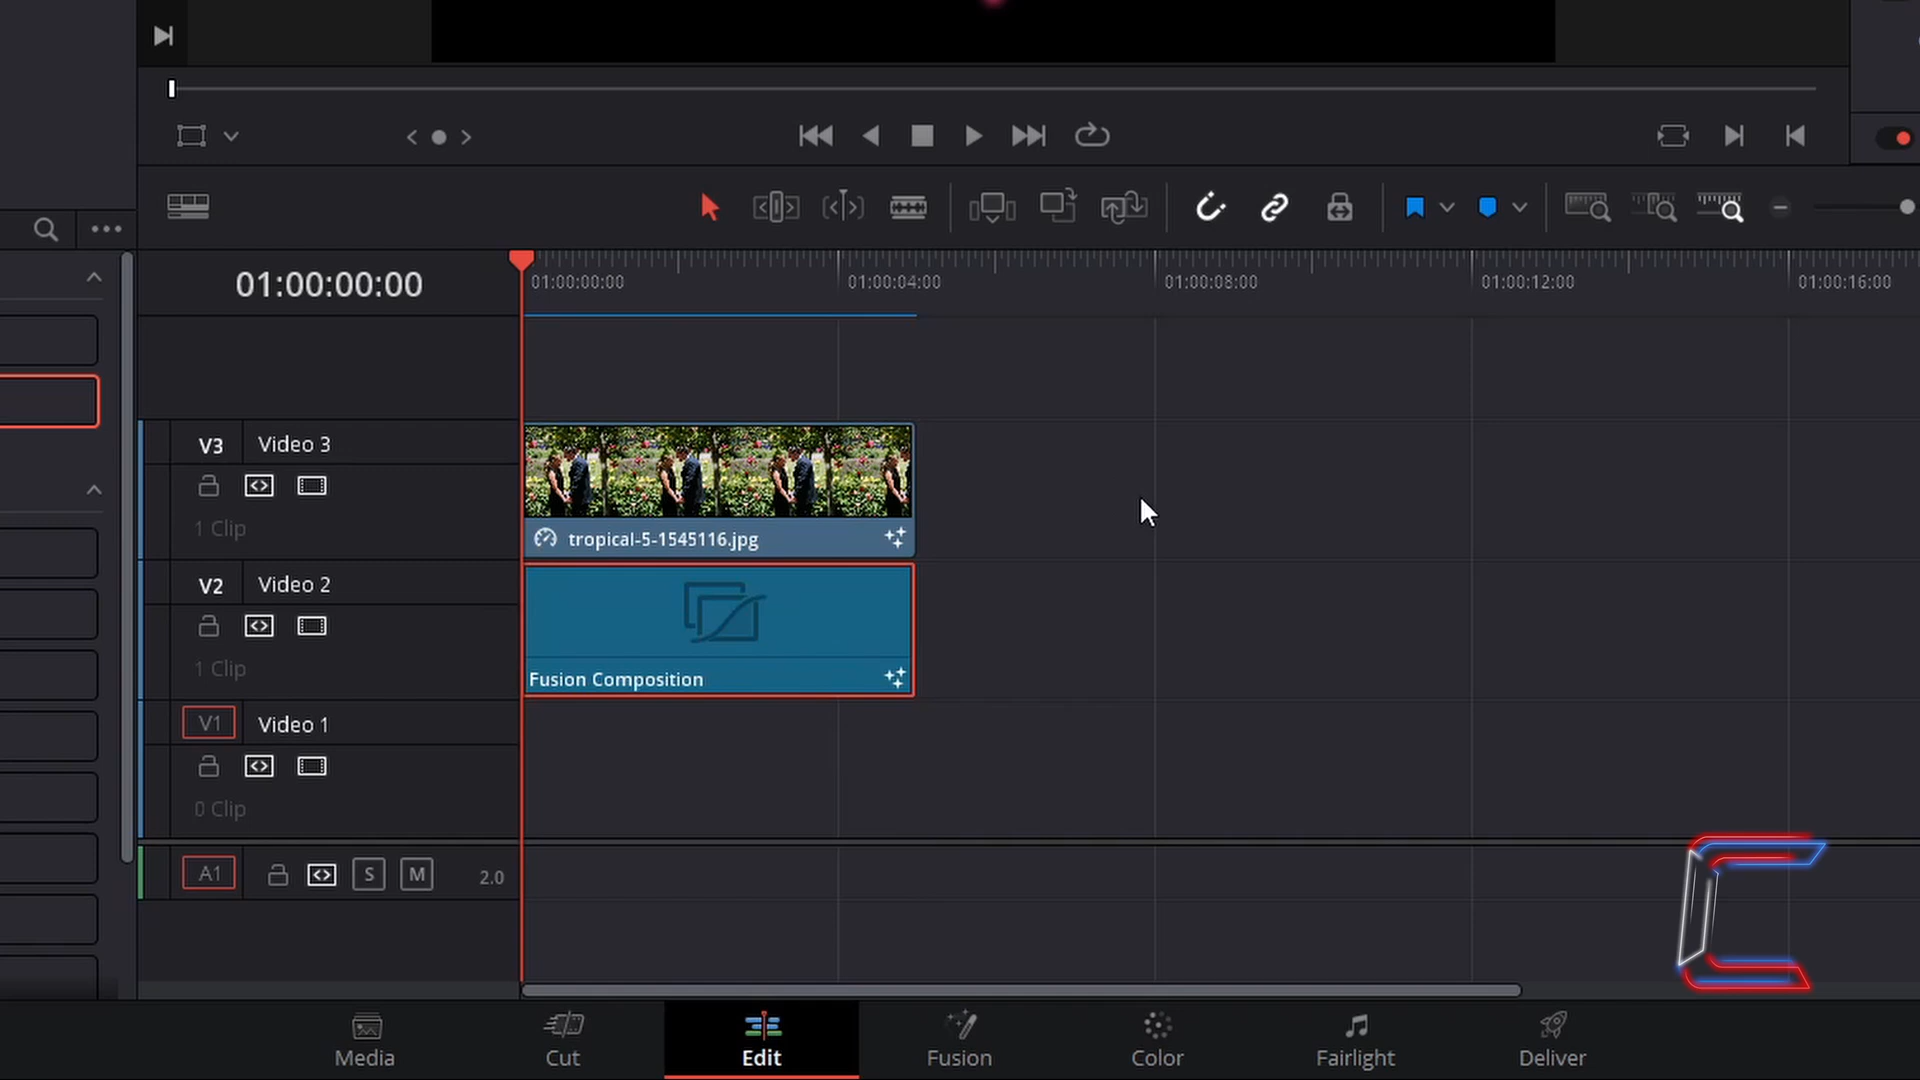 01:00:00:00
01:00:00:00
01:00:04:00
01:00:08:00
01:00:12:00
01:00:16:00
V3 Video 3
1 Clip
tropical-5-1545116.jpg
V2 Video 2
1 Clip
Fusion Composition
V1 Video 1
0 Clip
A1 S M 2.0
Media
Cut
Edit
Fusion
Color
Fairlight
Deliver